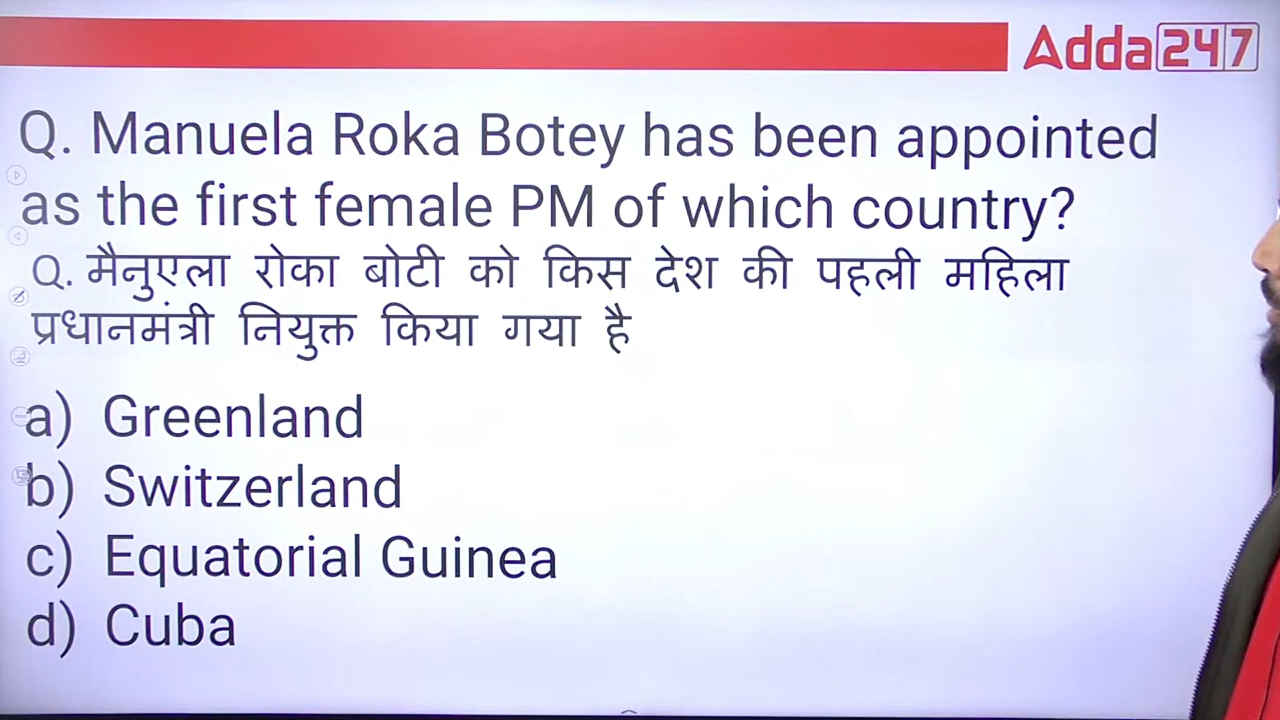 Adda247
Q. Manuela Roka Botey has been appointed
as the first female PM of which country?
Q. मैनुएला रोका बोटी को किस देश की पहली महिला
प्रधानमंत्री नियुक्त किया गया है
a) Greenland
b) Switzerland
c) Equatorial Guinea
d) Cuba